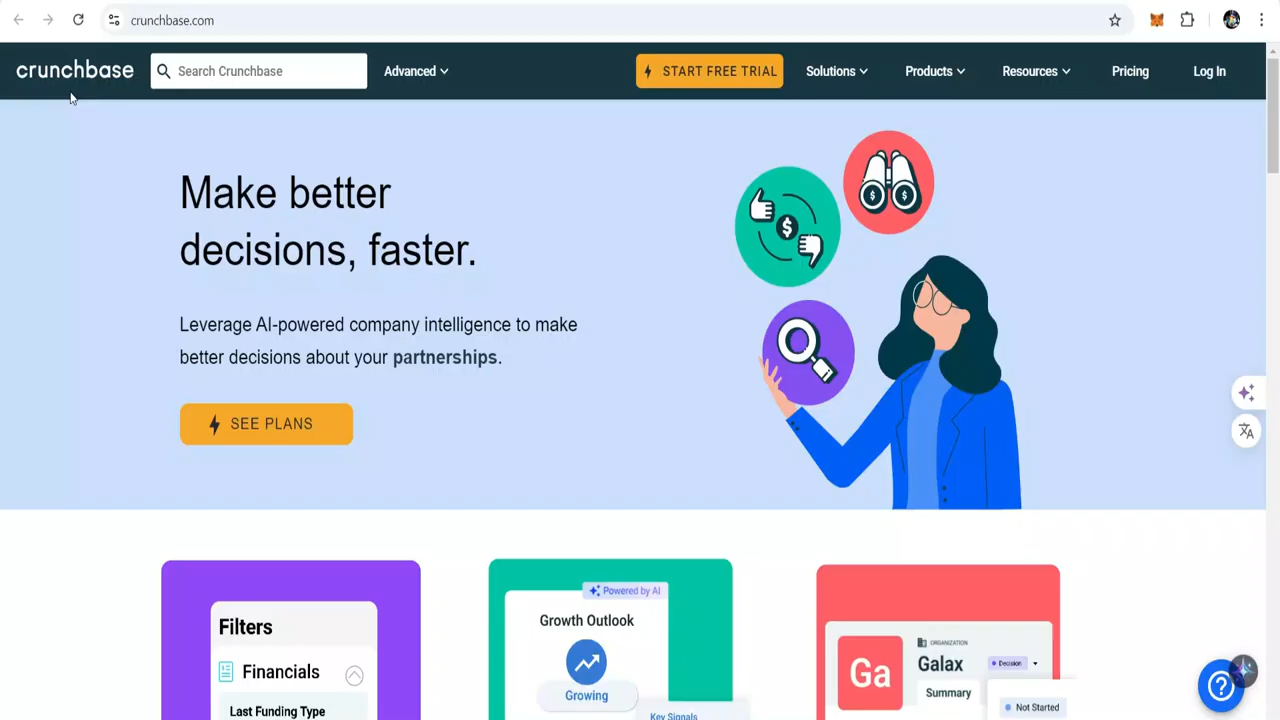 crunchbase.com
crunchbase
Search Crunchbase
Advanced
START FREE TRIAL
Solutions
Products
Resources
Pricing
Log In
Make better
decisions, faster.
Leverage AI-powered company intelligence to make
better decisions about your partnerships.
SEE PLANS
Filters
Financials
Last Funding Type
Powered by AI
Growth Outlook
Growing
Key Signals
Ga
ORGANIZATION
Galax
Decision
Summary
Not Started